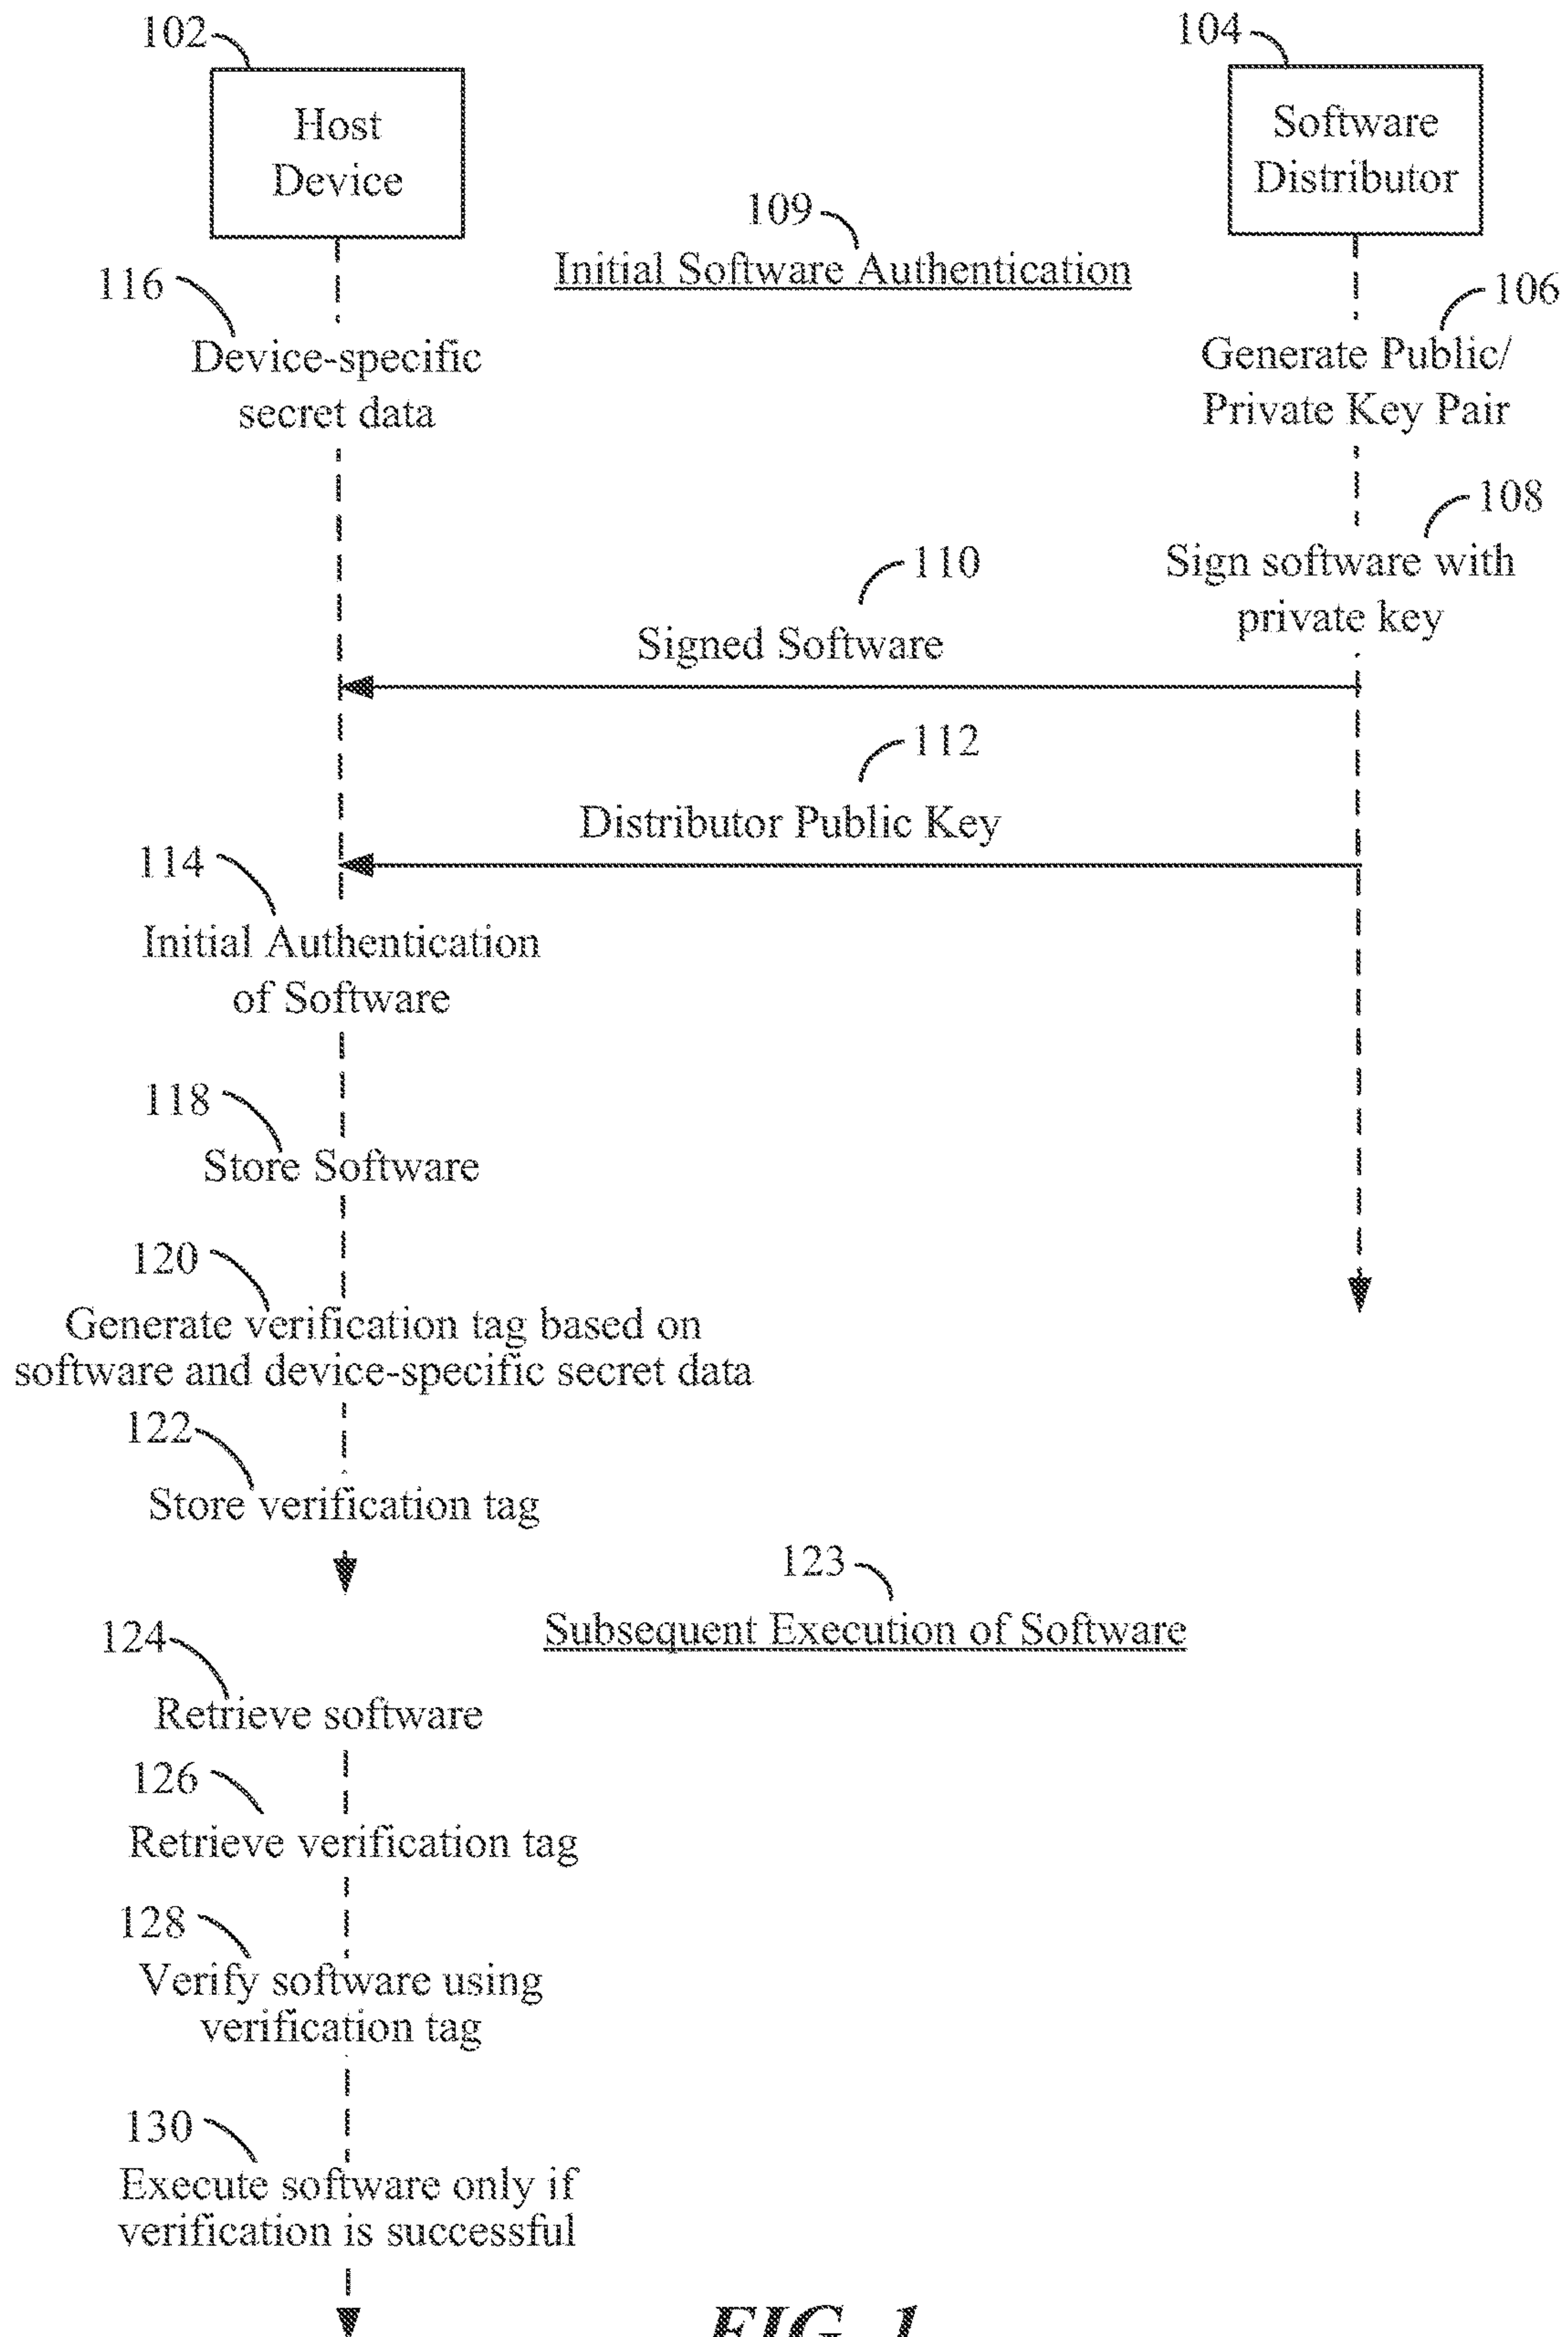 102
104
Host
Device
Software
Distributor
109
Initial Software Authentication
116
106
Device-specific
secret data
Generate Public/
Private Key Pair
108
Sign software with
private key
110
Signed Software
112
Distributor Public Key
114
Initial Authentication
of Software
118
Store Software
120
Generate verification tag based on
software and device-specific secret data
122
Store verification tag
123
Subsequent Execution of Software
124
Retrieve software
126
Retrieve verification tag
128
Verify software using
verification tag
130
Execute software only if
verification is successful
FIG. 1